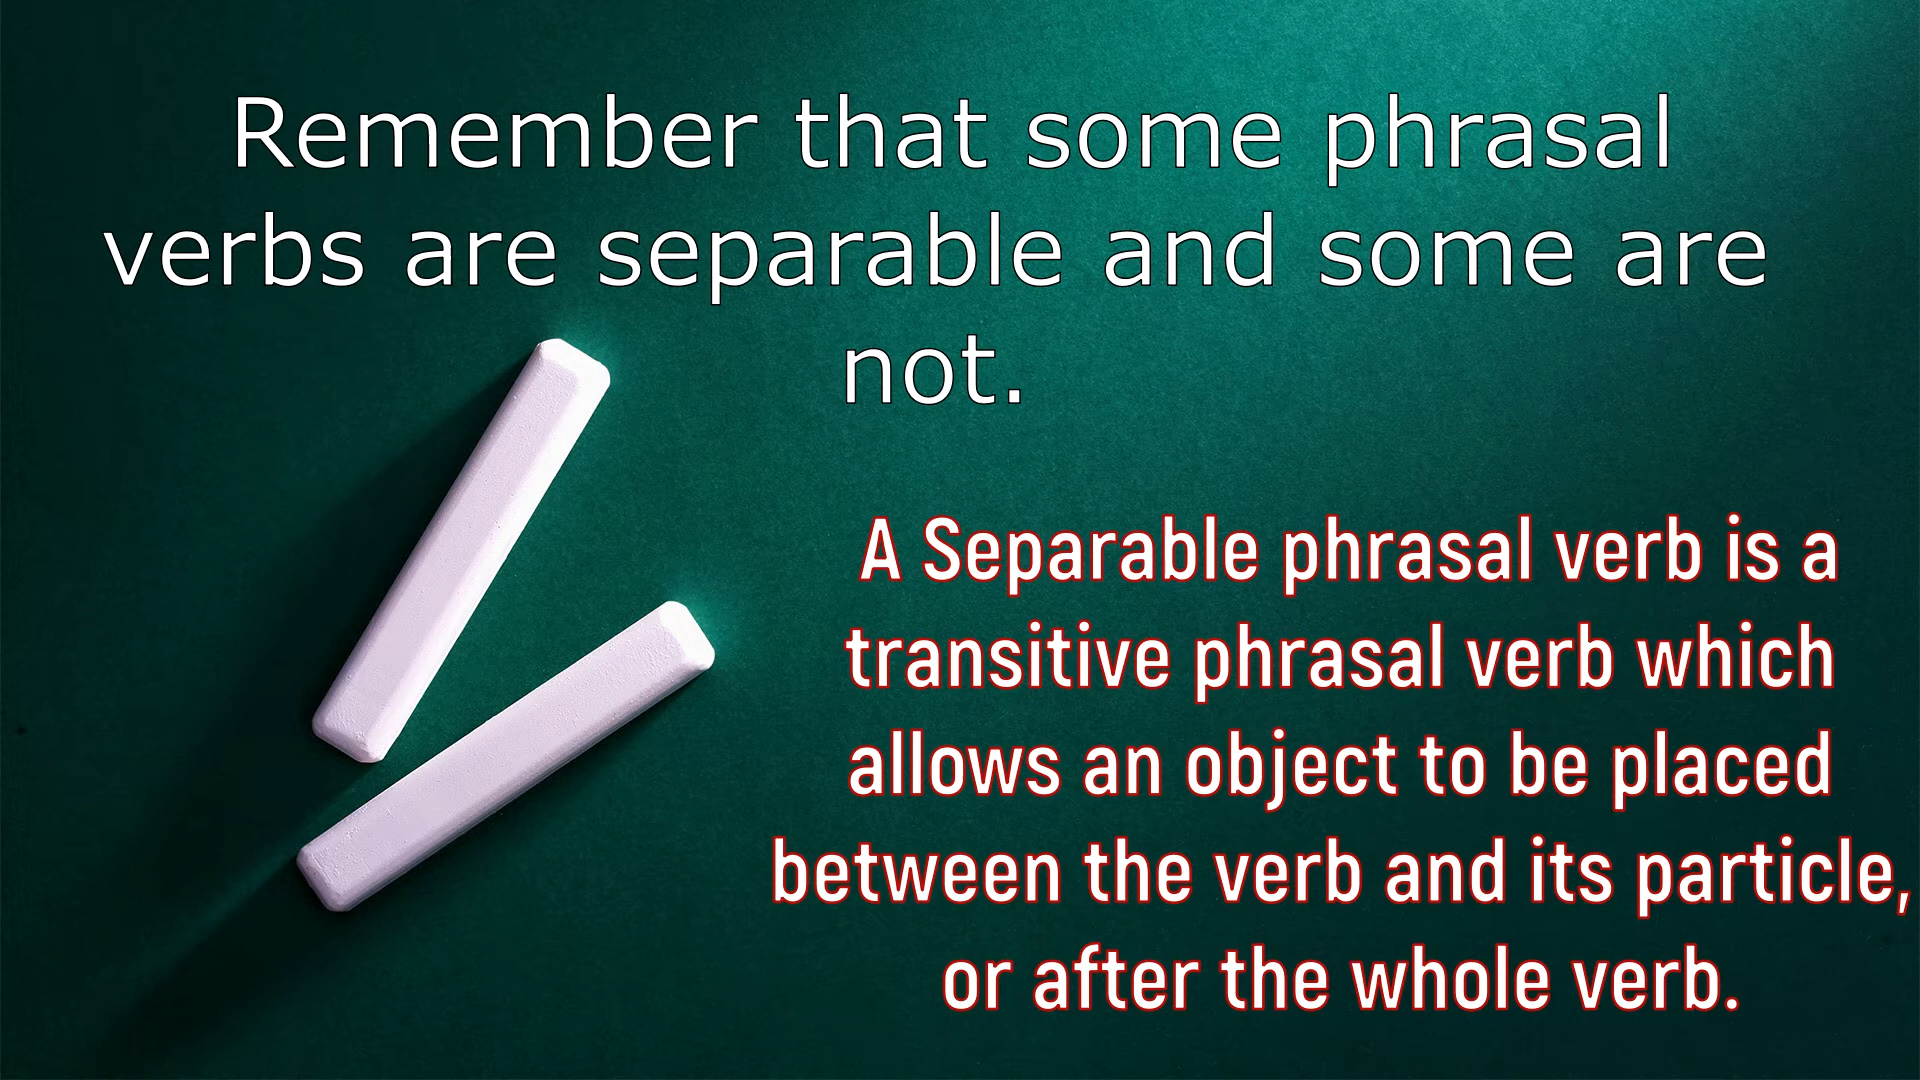 Remember that some phrasal
verbs are separable and some are
not.
A Separable phrasal verb is a
transitive phrasal verb which
allows an object to be placed
between the verb and its particle,
or after the whole verb.